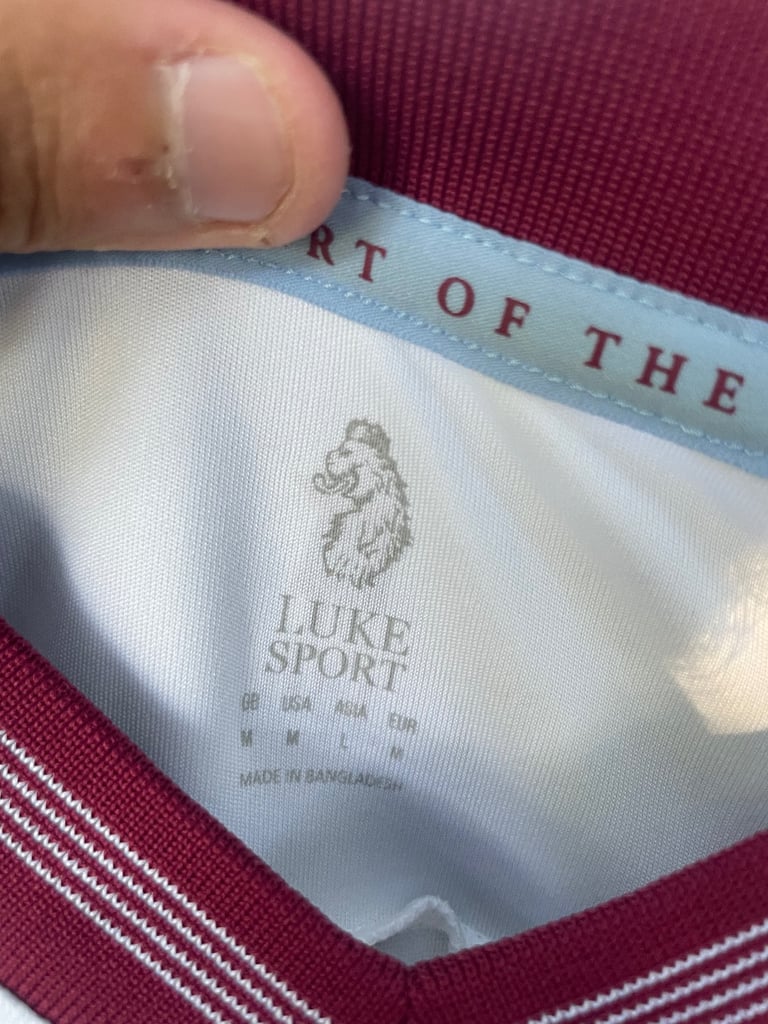 RT OF THE
LUKE
SPORT
GB USA ASIA EUR
M M L M
MADE IN BANGLADESH